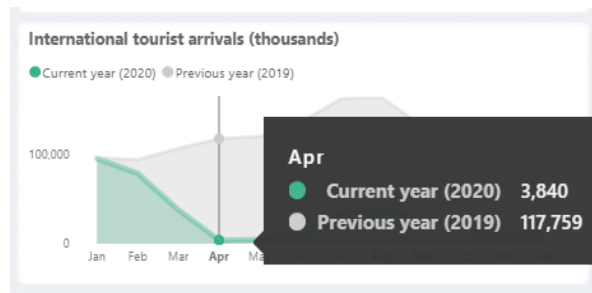 International tourist arrivals (thousands)
Current year (2020) Previous year (2019)
100,000
Apr
Current year (2020) 3,840
Previous year (2019) 117,759
0
Jan Feb Mar Apr